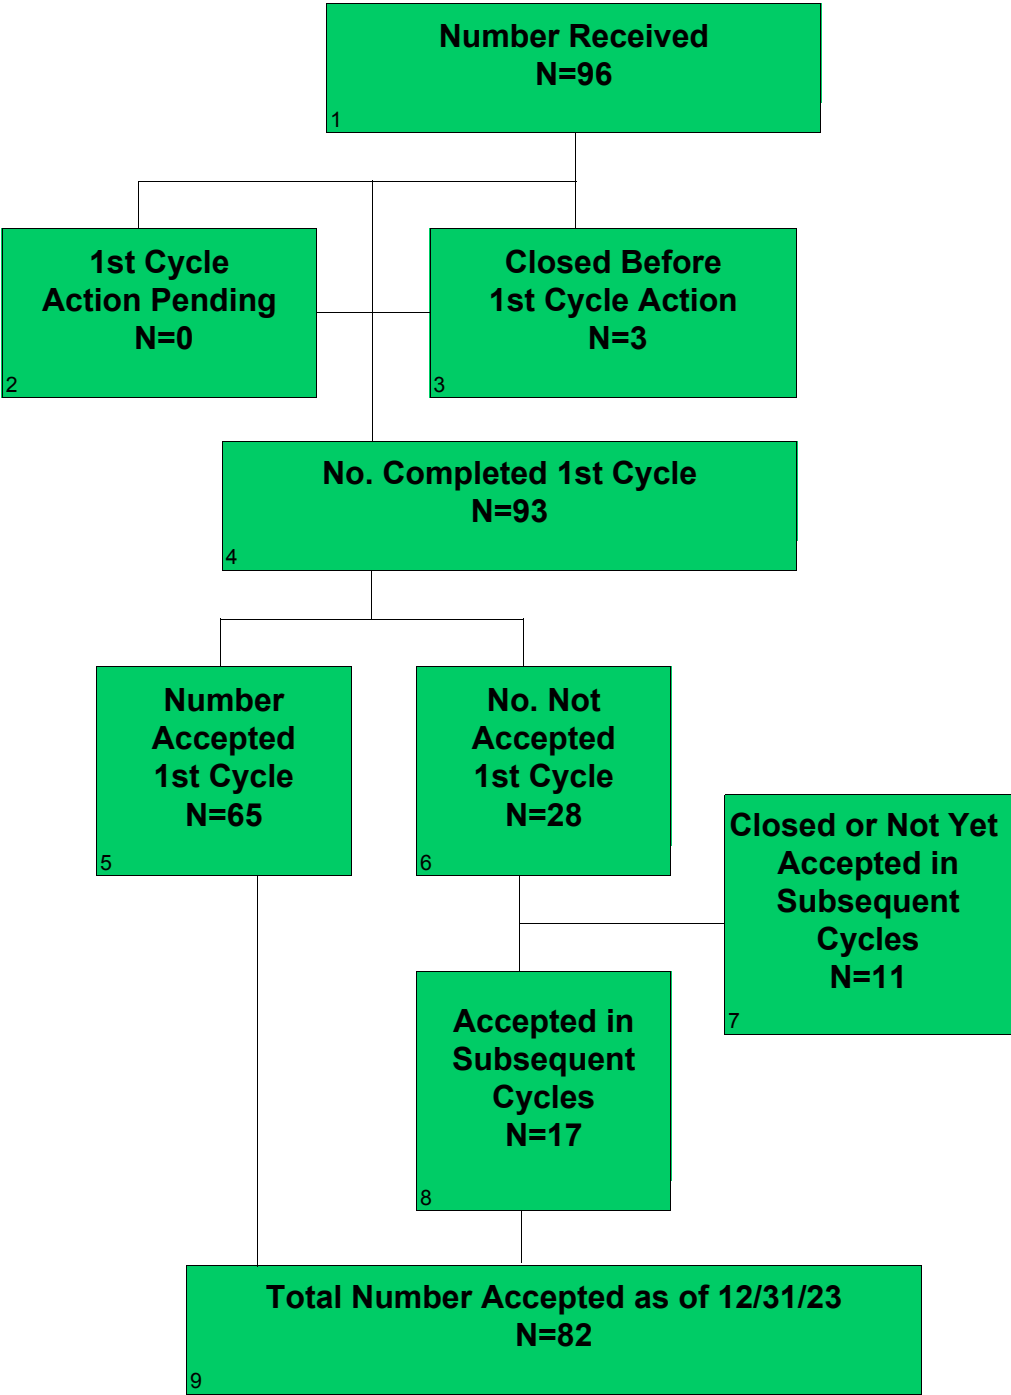 Number Received
N=96
1
1st Cycle
Action Pending
N=0
2
Closed Before
1st Cycle Action
N=3
3
No. Completed 1st Cycle
N=93
4
Number
Accepted
1st Cycle
N=65
5
No. Not
Accepted
1st Cycle
N=28
6
Closed or Not Yet
Accepted in
Subsequent
Cycles
N=11
7
Accepted in
Subsequent
Cycles
N=17
8
Total Number Accepted as of 12/31/23
N=82
9